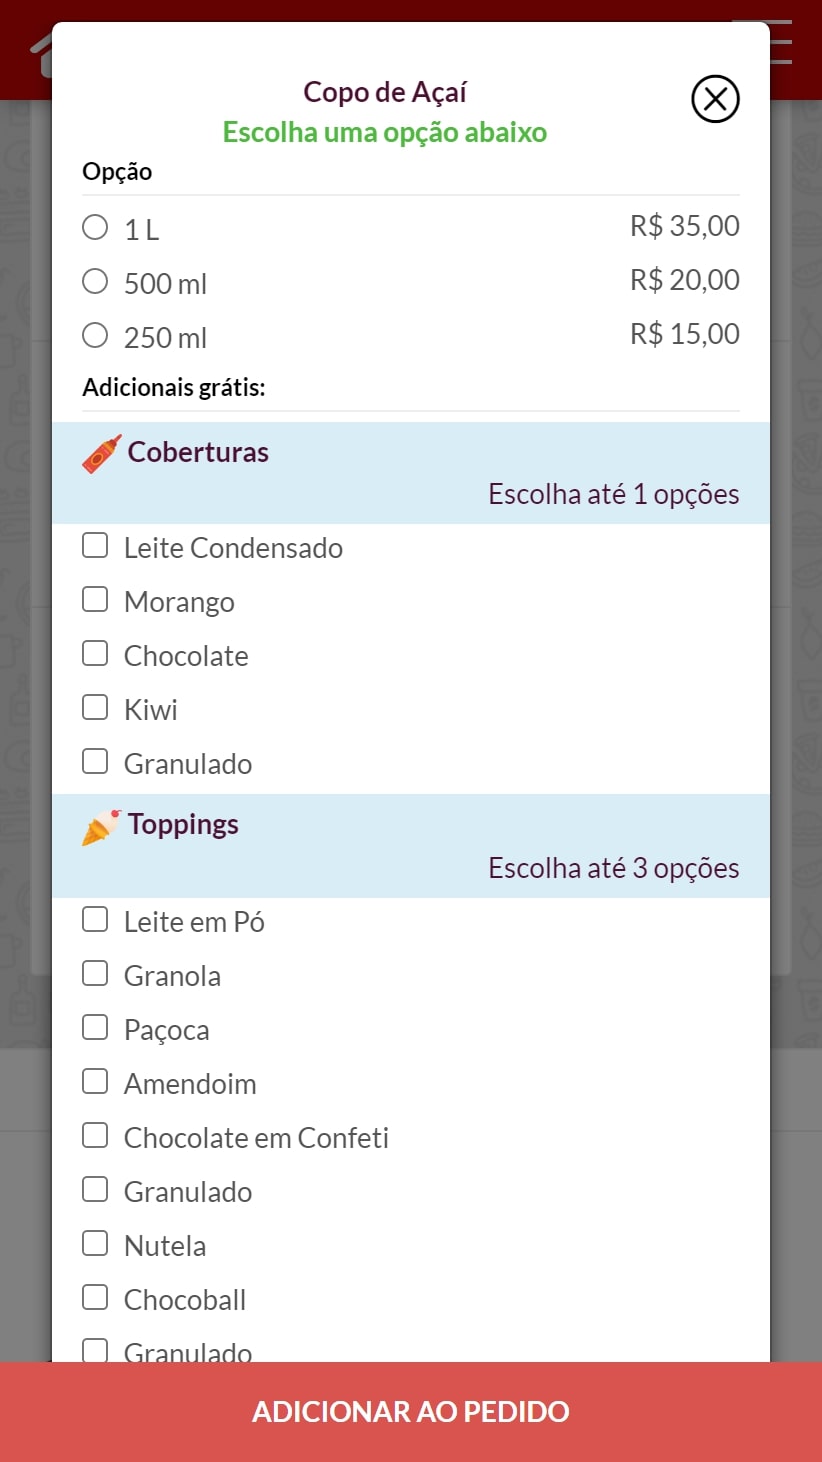 Copo de Açaí
Escolha uma opção abaixo
Opção
1 L R$ 35,00
500 ml R$ 20,00
250 ml R$ 15,00
Adicionais grátis:
Coberturas
Escolha até 1 opções
Leite Condensado
Morango
Chocolate
Kiwi
Granulado
Toppings
Escolha até 3 opções
Leite em Pó
Granola
Paçoca
Amendoim
Chocolate em Confeti
Granulado
Nutela
Chocoball
Granulado
ADICIONAR AO PEDIDO